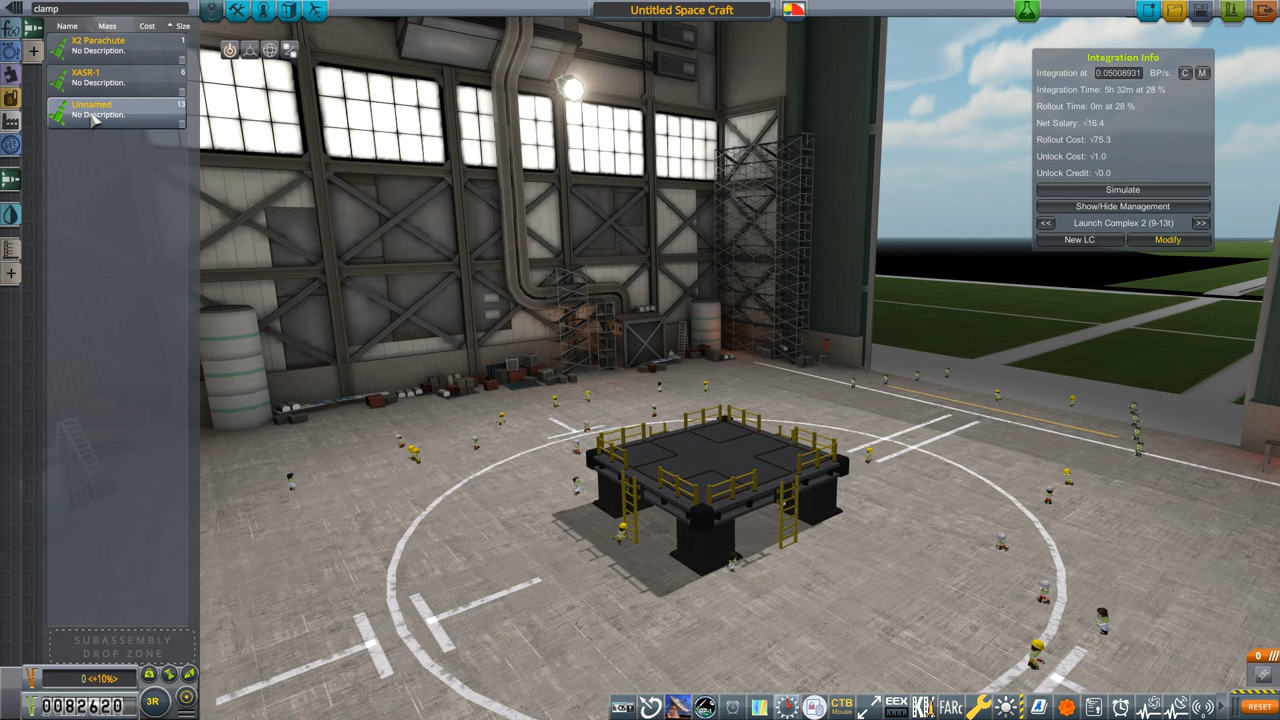 clamp
Untitled Space Craft
Name Mass Cost Size
X2 Parachute 1
No Description.
XASR-1 6
No Description.
Unnamed 13
No Description.
Integration Info
Integration at 0.05008931 BP/s: C M
Integration Time: 5h 32m at 28 %
Rollout Time: 0m at 28 %
Net Salary: √16.4
Rollout Cost: √75.3
Unlock Cost: √1.0
Unlock Credit: √0.0
Simulate
Show/Hide Management
<< Launch Complex 2 (9-13t) >>
New LC Modify
SUBASSEMBLY
DROP ZONE
0 <+10%>
0082620
3R
CTB
Mouse
EEX
FARc
0
RESET